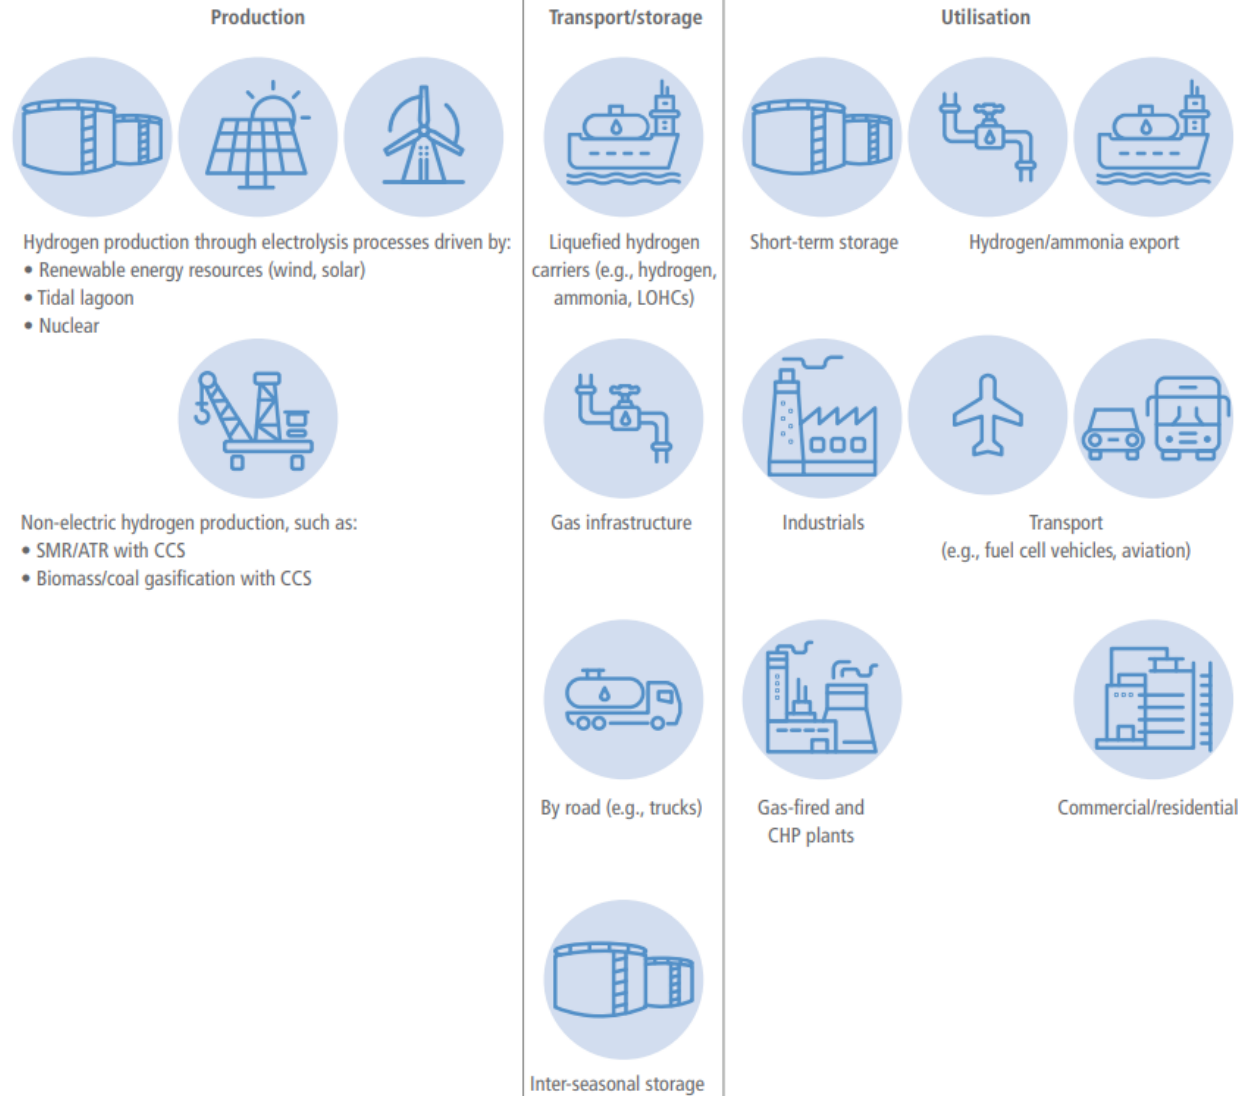 Production
Hydrogen production through electrolysis processes driven by:
• Renewable energy resources (wind, solar)
• Tidal lagoon
• Nuclear
Non-electric hydrogen production, such as:
• SMR/ATR with CCS
• Biomass/coal gasification with CCS
Transport/storage
Liquefied hydrogen
carriers (e.g., hydrogen,
ammonia, LOHCs)
Gas infrastructure
By road (e.g., trucks)
Inter-seasonal storage
Utilisation
Short-term storage
Hydrogen/ammonia export
Industrials
Transport
(e.g., fuel cell vehicles, aviation)
Gas-fired and
CHP plants
Commercial/residential